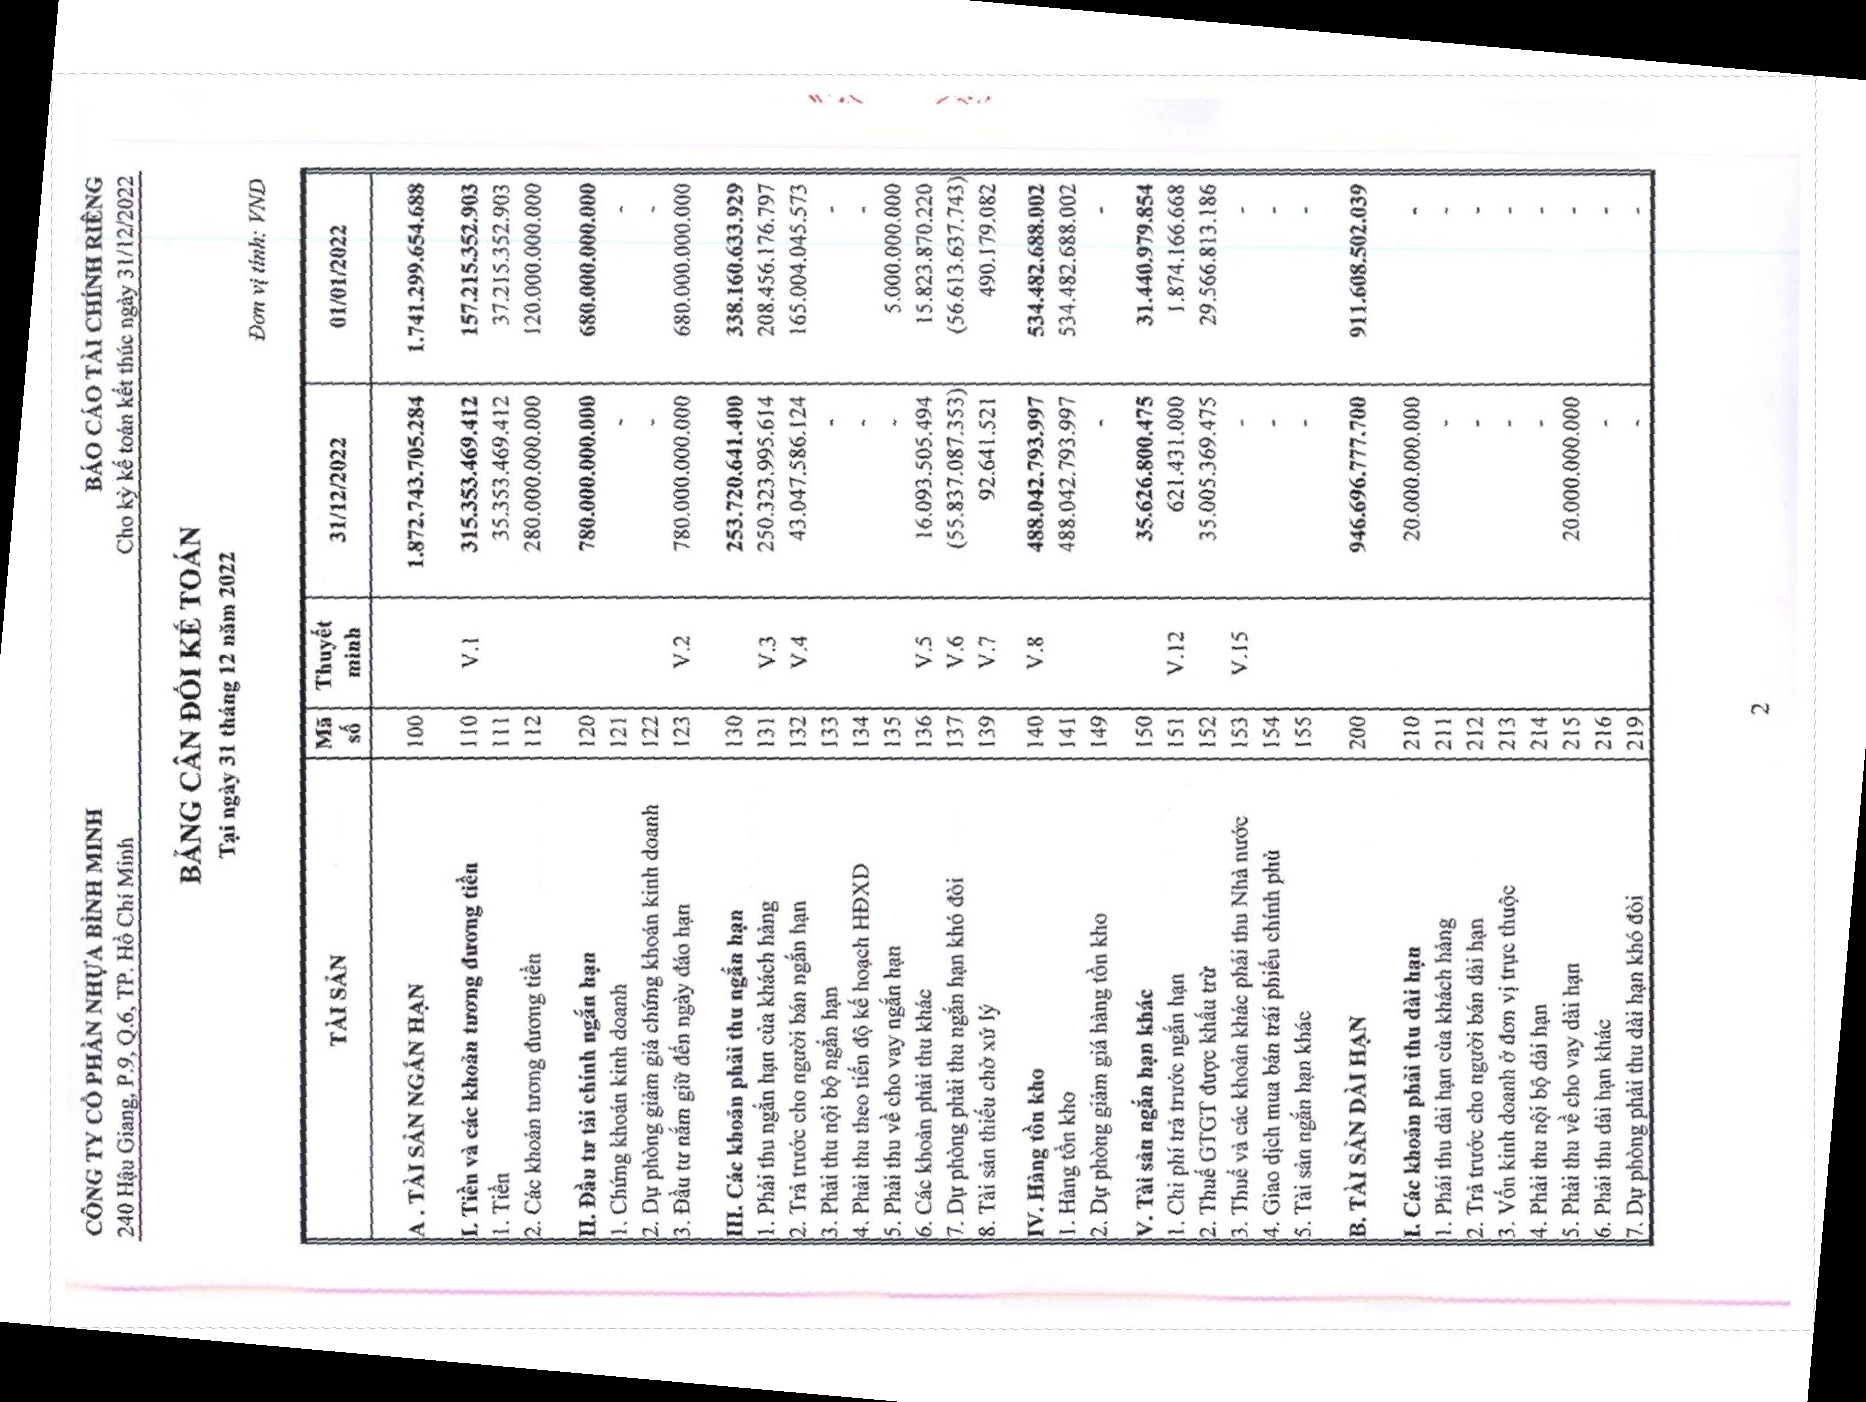 CÔNG TY CỔ PHẦN NHỰA BÌNH MINH BÁO CÁO TÀI CHÍNH RIÊNG
240 Hậu Giang, P.9, Q.6, TP. Hồ Chí Minh Cho kỳ kế toán kết thúc ngày 31/12/2022
BẢNG CÂN ĐỐI KẾ TOÁN
Tại ngày 31 tháng 12 năm 2022
Đơn vị tính: VND
TÀI SẢN Mã số Thuyết minh 31/12/2022 01/01/2022
A . TÀI SẢN NGẮN HẠN 100 1.872.743.705.284 1.741.299.654.688
I. Tiền và các khoản tương đương tiền 110 V.1 315.353.469.412 157.215.352.903
1. Tiền 111 35.353.469.412 37.215.352.903
2. Các khoản tương đương tiền 112 280.000.000.000 120.000.000.000
II. Đầu tư tài chính ngắn hạn 120 780.000.000.000 680.000.000.000
1. Chứng khoán kinh doanh 121 - -
2. Dự phòng giảm giá chứng khoán kinh doanh 122 - -
3. Đầu tư nắm giữ đến ngày đáo hạn 123 V.2 780.000.000.000 680.000.000.000
III. Các khoản phải thu ngắn hạn 130 253.720.641.400 338.160.633.929
1. Phải thu ngắn hạn của khách hàng 131 V.3 250.323.995.614 208.456.176.797
2. Trả trước cho người bán ngắn hạn 132 V.4 43.047.586.124 165.004.045.573
3. Phải thu nội bộ ngắn hạn 133 - -
4. Phải thu theo tiến độ kế hoạch HĐXD 134 - -
5. Phải thu về cho vay ngắn hạn 135 - 5.000.000.000
6. Các khoản phải thu khác 136 V.5 16.093.505.494 15.823.870.220
7. Dự phòng phải thu ngắn hạn khó đòi 137 V.6 (55.837.087.353) (56.613.637.743)
8. Tài sản thiếu chờ xử lý 139 V.7 92.641.521 490.179.082
IV. Hàng tồn kho 140 V.8 488.042.793.997 534.482.688.002
1. Hàng tồn kho 141 488.042.793.997 534.482.688.002
2. Dự phòng giảm giá hàng tồn kho 149 - -
V. Tài sản ngắn hạn khác 150 35.626.800.475 31.440.979.854
1. Chi phí trả trước ngắn hạn 151 V.12 621.431.000 1.874.166.668
2. Thuế GTGT được khấu trừ 152 35.005.369.475 29.566.813.186
3. Thuế và các khoản khác phải thu Nhà nước 153 V.15 - -
4. Giao dịch mua bán trái phiếu chính phủ 154 - -
5. Tài sản ngắn hạn khác 155 - -
B. TÀI SẢN DÀI HẠN 200 946.696.777.700 911.608.502.039
I. Các khoản phải thu dài hạn 210 20.000.000.000 -
1. Phải thu dài hạn của khách hàng 211 - -
2. Trả trước cho người bán dài hạn 212 - -
3. Vốn kinh doanh ở đơn vị trực thuộc 213 - -
4. Phải thu nội bộ dài hạn 214 - -
5. Phải thu về cho vay dài hạn 215 20.000.000.000 -
6. Phải thu dài hạn khác 216 - -
7. Dự phòng phải thu dài hạn khó đòi 219 - -
2